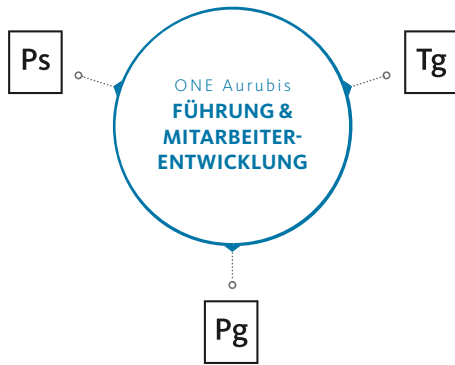 Ps
Tg
ONE Aurubis
FÜHRUNG &
MITARBEITER-
ENTWICKLUNG
Pg